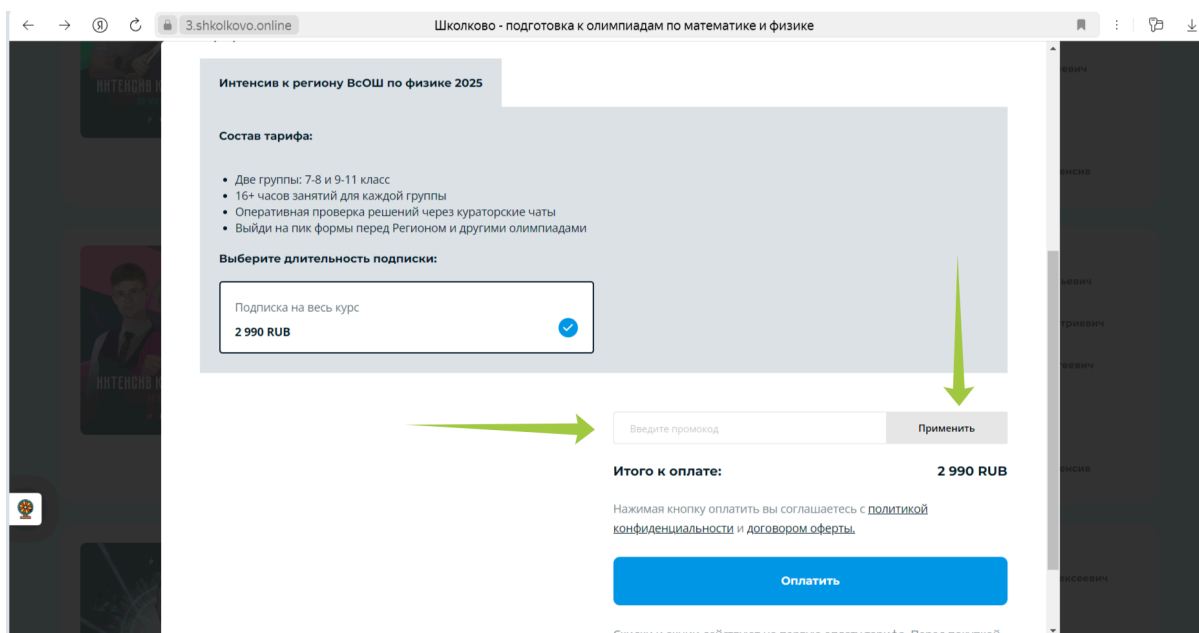 3.shkolkovo.online
Школково - подготовка к олимпиадам по математике и физике
Интенсив к региону ВсОШ по физике 2025
Состав тарифа:
Две группы: 7-8 и 9-11 класс
16+ часов занятий для каждой группы
Оперативная проверка решений через кураторские чаты
Выйди на пик формы перед Регионом и другими олимпиадами
Выберите длительность подписки:
Подписка на весь курс
2 990 RUB
Введите промокод
Применить
Итого к оплате: 2 990 RUB
Нажимая кнопку оплатить вы соглашаетесь с политикой
конфиденциальности и договором оферты.
Оплатить
ИНТЕНСИВ К
ИНТЕНСИВ К